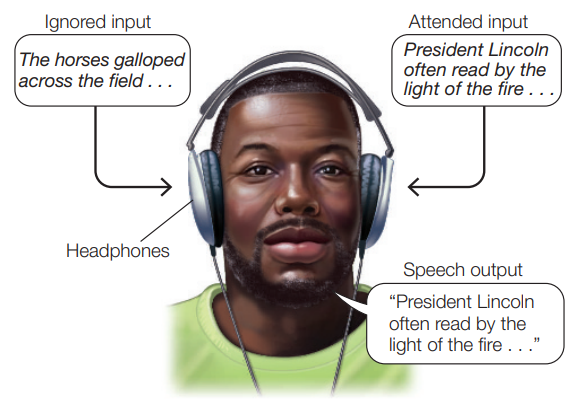 Ignored input
The horses galloped
across the field . . .
Attended input
President Lincoln
often read by the
light of the fire . . .
Headphones
Speech output
“President Lincoln
often read by the
light of the fire . . .”